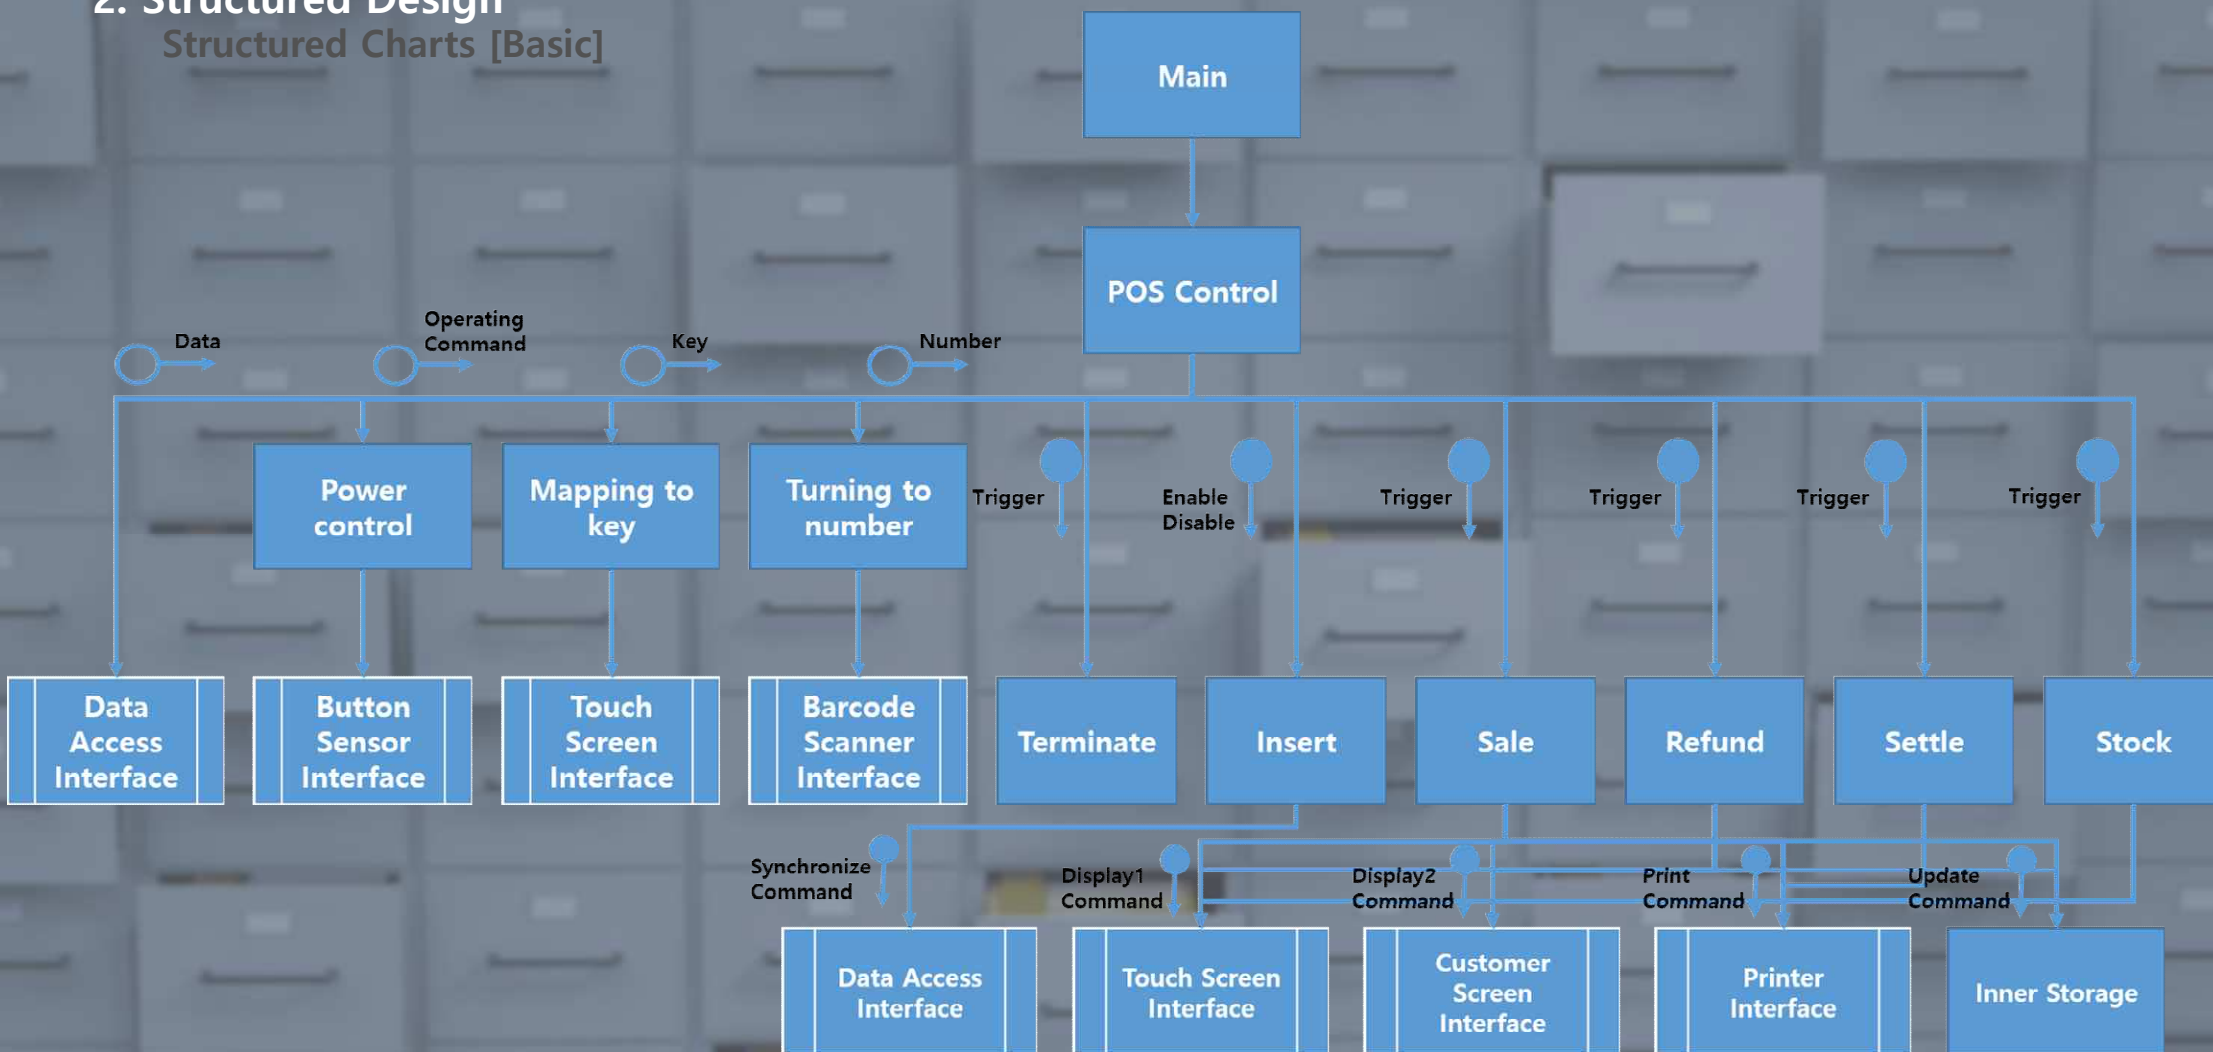 2. Structured Design
Structured Charts [Basic]
Main
POS Control
Data
Operating
Command
Key
Number
Power
control
Mapping to
key
Turning to
number
Trigger
Enable
Disable
Trigger
Trigger
Trigger
Trigger
Data
Access
Interface
Button
Sensor
Interface
Touch
Screen
Interface
Barcode
Scanner
Interface
Terminate
Insert
Sale
Refund
Settle
Stock
Synchronize
Command
Display1
Command
Display2
Command
Print
Command
Update
Command
Data Access
Interface
Touch Screen
Interface
Customer
Screen
Interface
Printer
Interface
Inner Storage